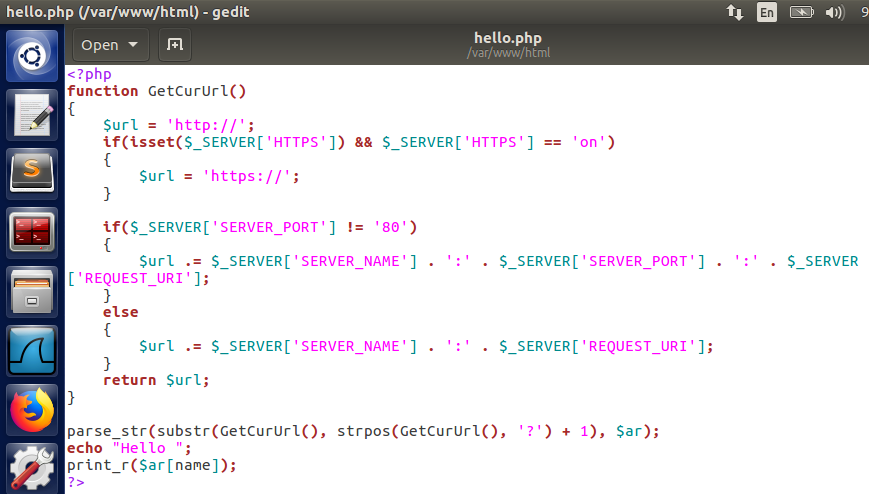 hello.php (/var/www/html) - gedit
En
9
Open
hello.php
/var/www/html
<?php
function GetCurUrl()
{
    $url = 'http://';
    if(isset($_SERVER['HTTPS']) && $_SERVER['HTTPS'] == 'on')
    {
        $url = 'https://';
    }

    if($_SERVER['SERVER_PORT'] != '80')
    {
        $url .= $_SERVER['SERVER_NAME'] . ':' . $_SERVER['SERVER_PORT'] . ':' . $_SERVER
['REQUEST_URI'];
    }
    else
    {
        $url .= $_SERVER['SERVER_NAME'] . ':' . $_SERVER['REQUEST_URI'];
    }
    return $url;
}

parse_str(substr(GetCurUrl(), strpos(GetCurUrl(), '?') + 1), $ar);
echo "Hello ";
print_r($ar[name]);
?>